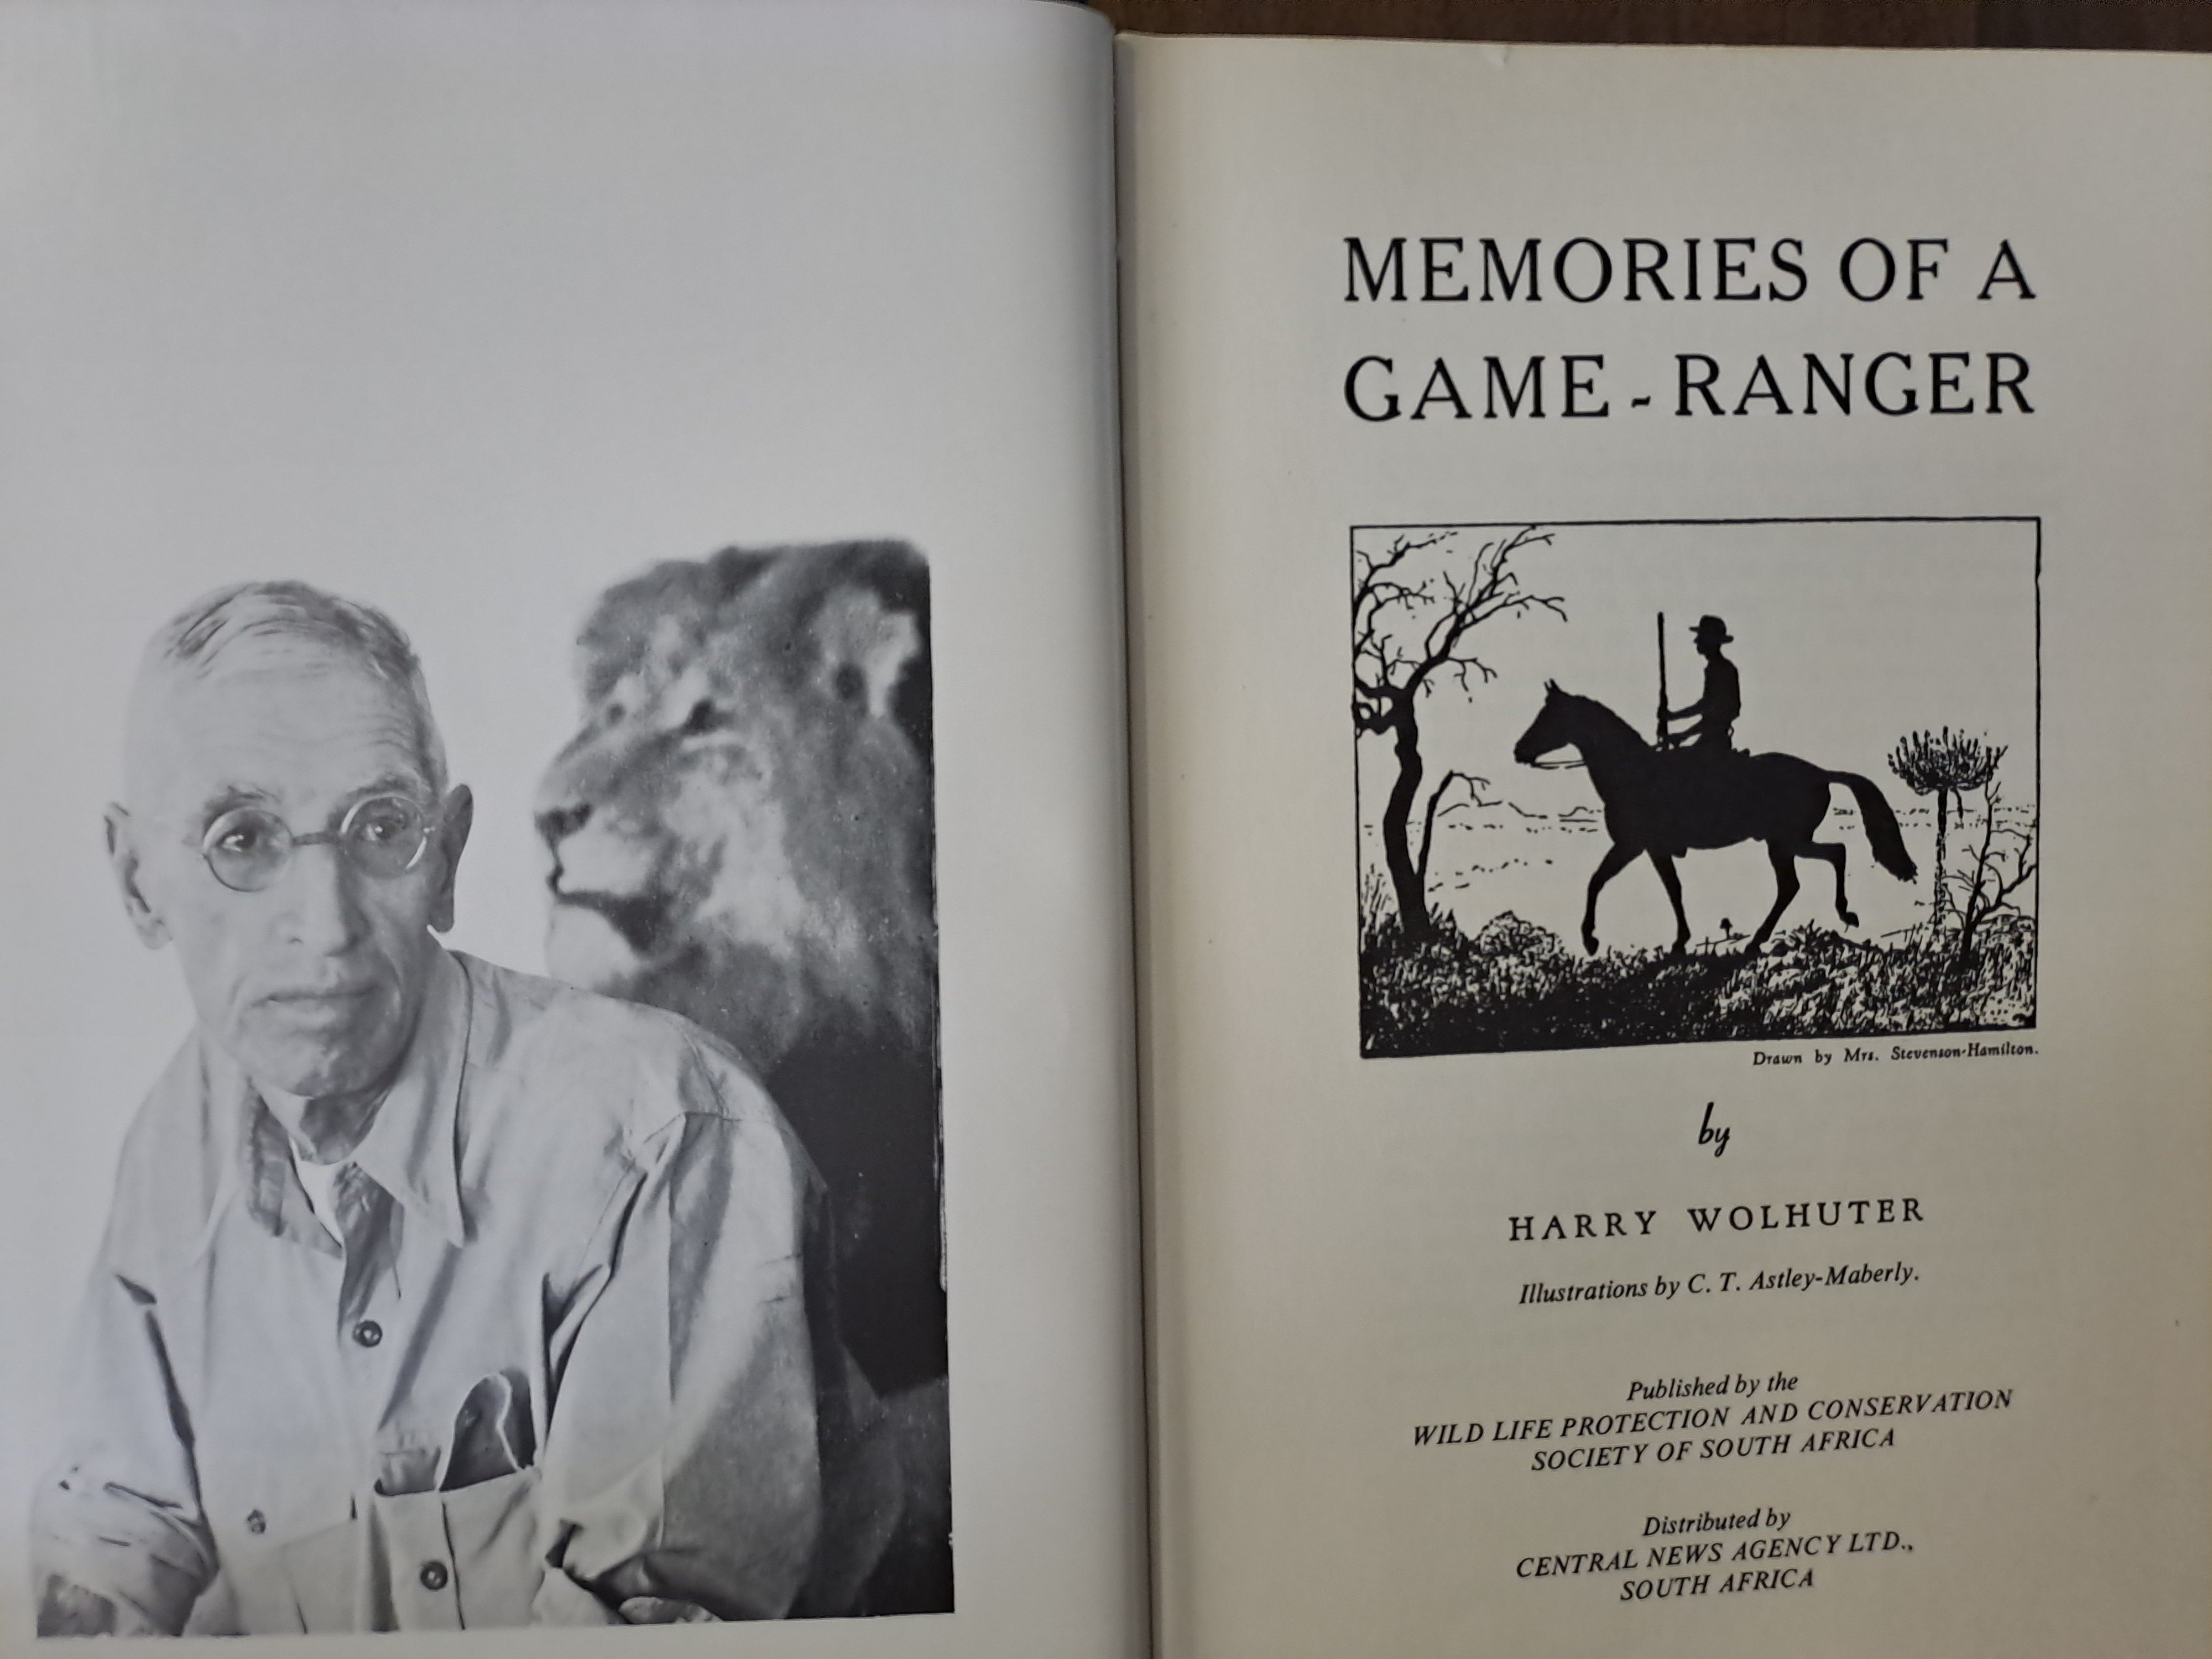 MEMORIES OF A
GAME-RANGER
Drawn by Mrs. Stevenson-Hamilton.
by
HARRY WOLHUTER
Illustrations by C. T. Astley-Maberly.
Published by the
WILD LIFE PROTECTION AND CONSERVATION
SOCIETY OF SOUTH AFRICA
Distributed by
CENTRAL NEWS AGENCY LTD.,
SOUTH AFRICA